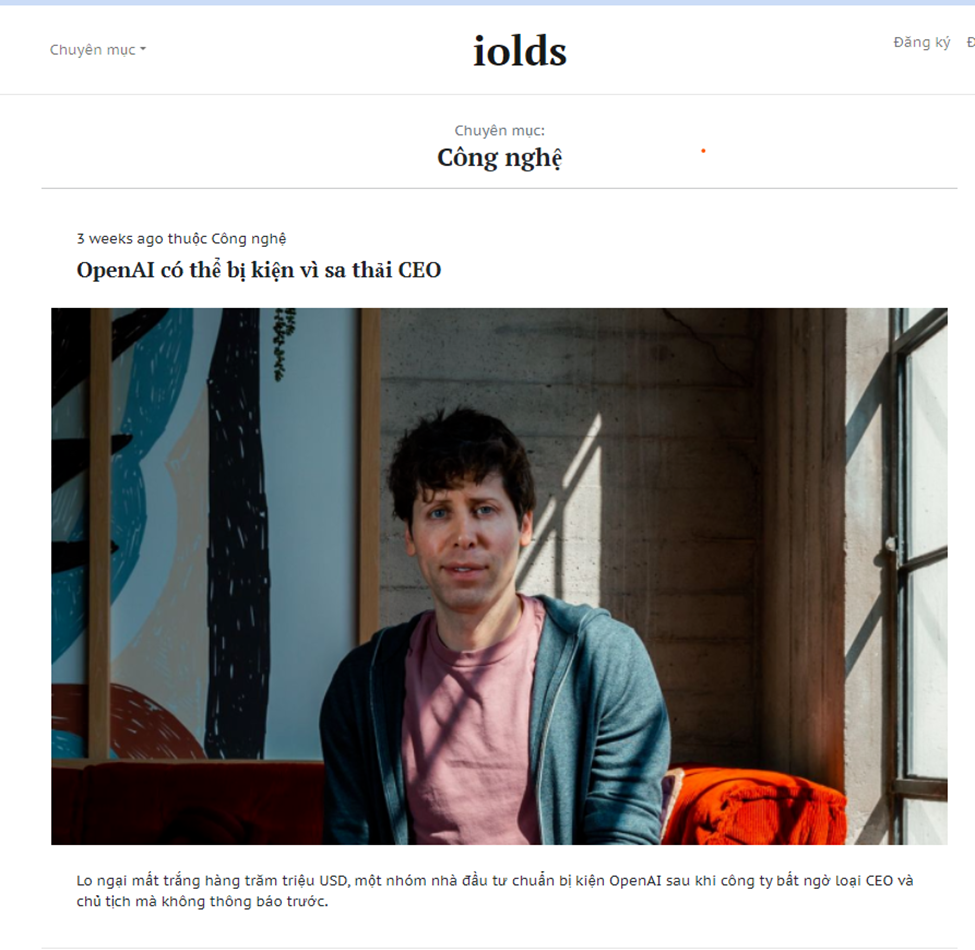 Chuyên mục
iolds
Đăng ký
Chuyên mục:
Công nghệ
3 weeks ago thuộc Công nghệ
OpenAI có thể bị kiện vì sa thải CEO
Lo ngại mất trắng hàng trăm triệu USD, một nhóm nhà đầu tư chuẩn bị kiện OpenAI sau khi công ty bất ngờ loại CEO và
chủ tịch mà không thông báo trước.